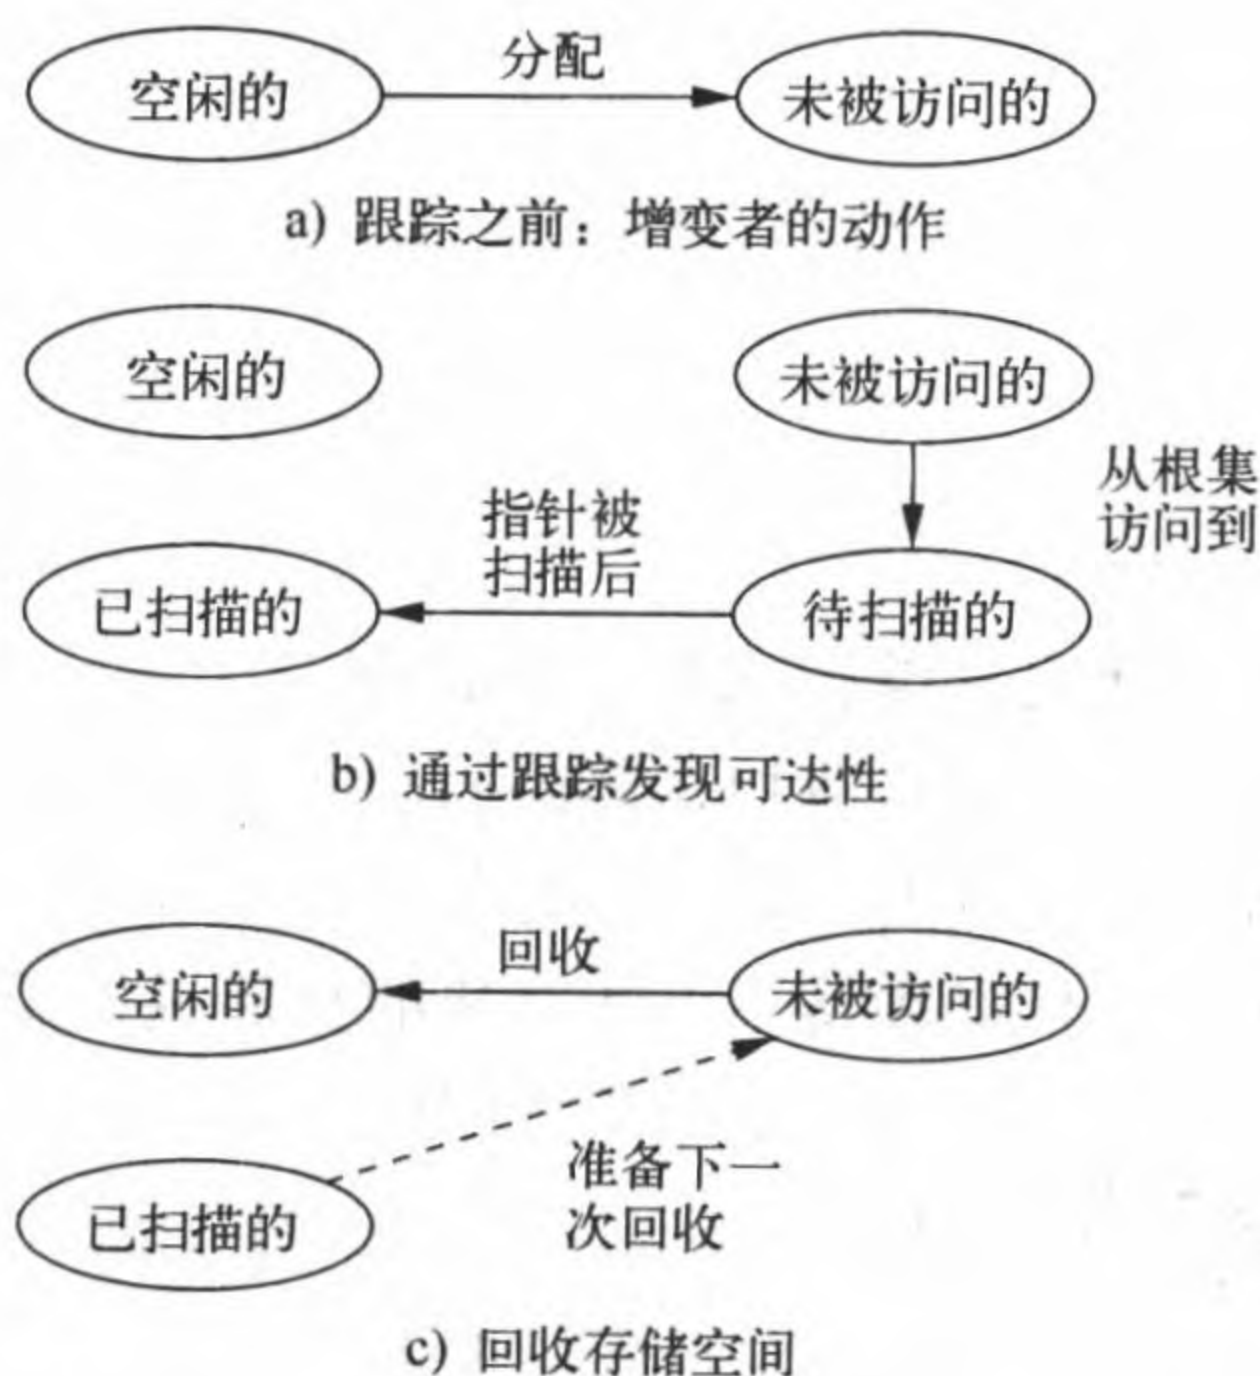 分配
空闲的
未被访问的
a) 跟踪之前：增变者的动作
空闲的
未被访问的
从根集
访问到
指针被
扫描后
已扫描的
待扫描的
b) 通过跟踪发现可达性
回收
空闲的
未被访问的
准备下一
次回收
已扫描的
c) 回收存储空间